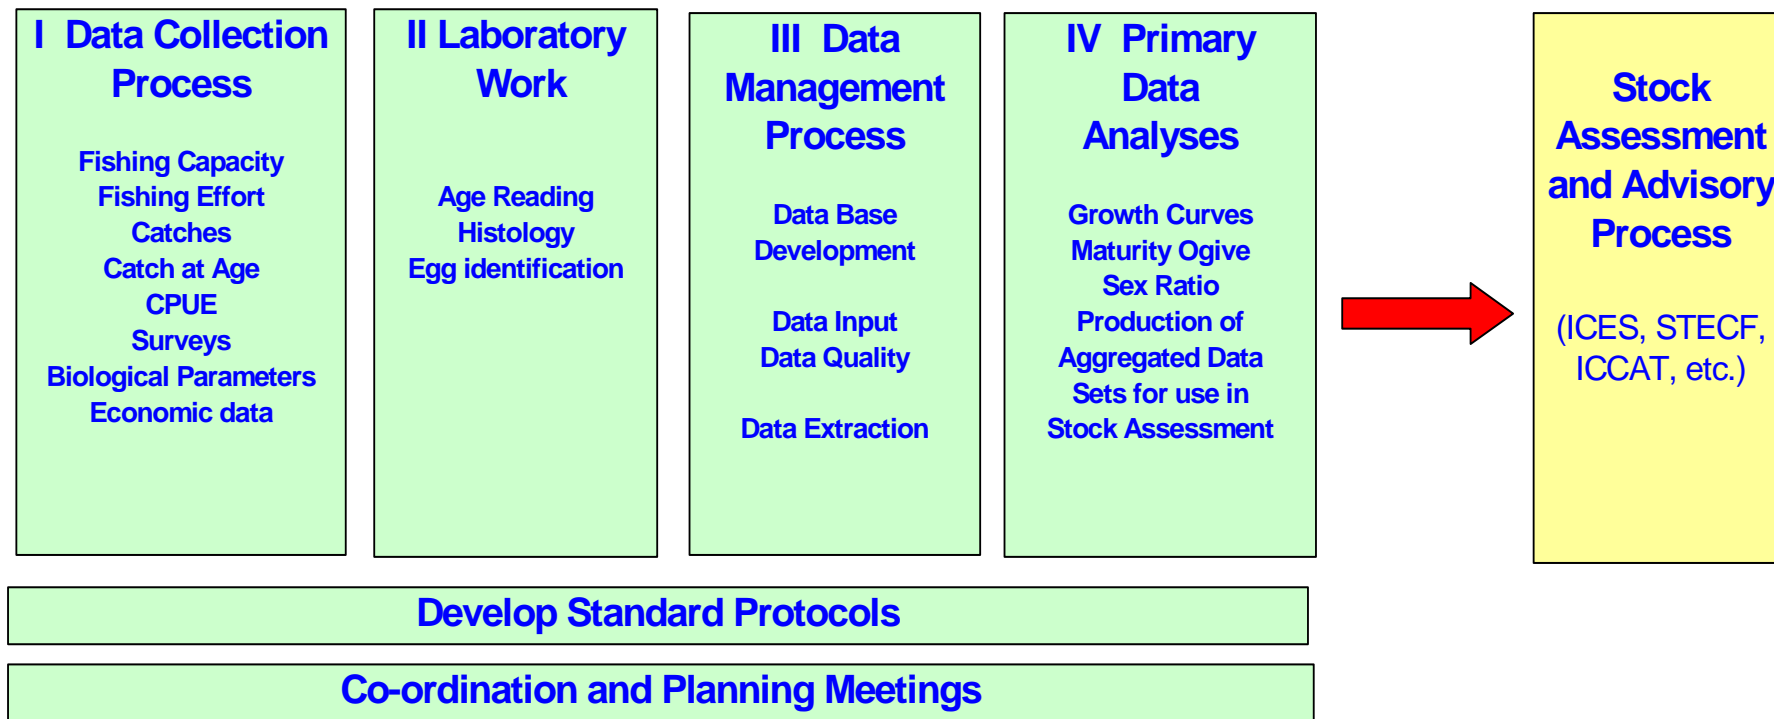 I Data Collection
Process
Fishing Capacity
Fishing Effort
Catches
Catch at Age
CPUE
Surveys
Biological Parameters
Economic data
II Laboratory
Work
Age Reading
Histology
Egg identification
III Data
Management
Process
Data Base
Development
Data Input
Data Quality
Data Extraction
IV Primary
Data
Analyses
Growth Curves
Maturity Ogive
Sex Ratio
Production of
Aggregated Data
Sets for use in
Stock Assessment
Stock
Assessment
and Advisory
Process
(ICES, STECF,
ICCAT, etc.)
Develop Standard Protocols
Co-ordination and Planning Meetings